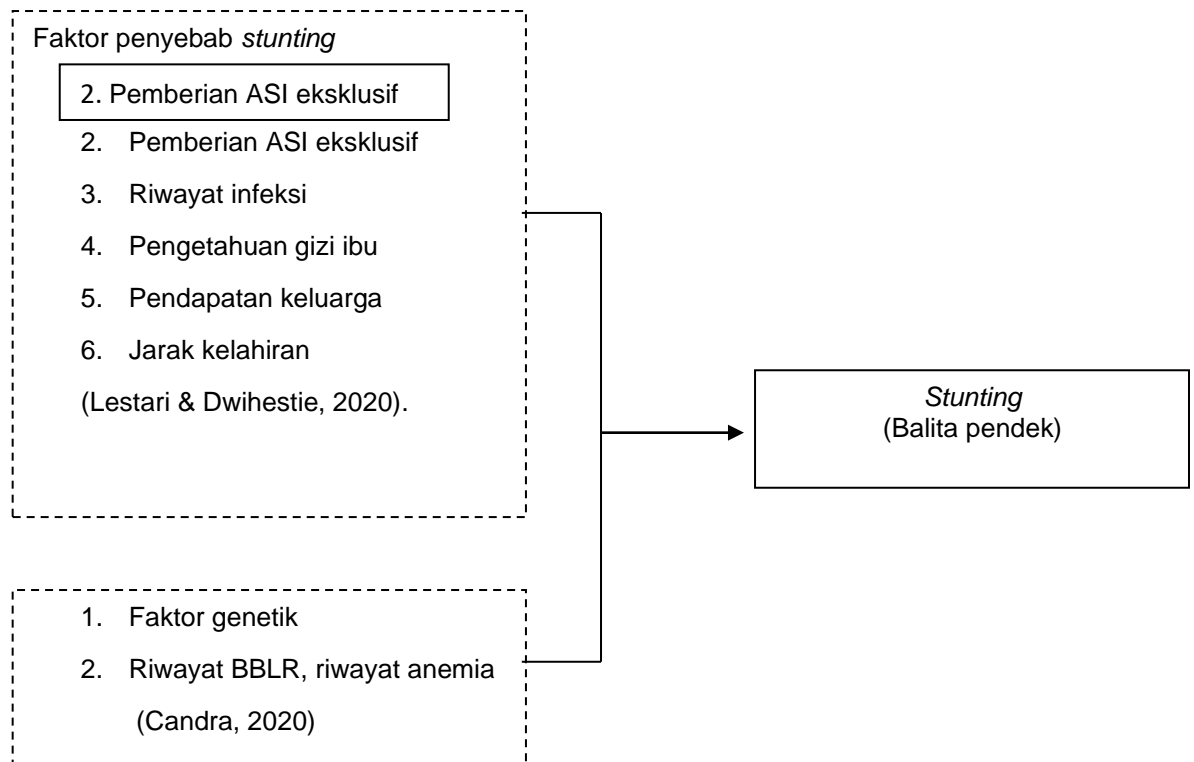 Faktor penyebab stunting
2. Pemberian ASI eksklusif
2. Pemberian ASI eksklusif
3. Riwayat infeksi
4. Pengetahuan gizi ibu
5. Pendapatan keluarga
6. Jarak kelahiran
(Lestari & Dwihestie, 2020).
Stunting
(Balita pendek)
1. Faktor genetik
2. Riwayat BBLR, riwayat anemia
(Candra, 2020)